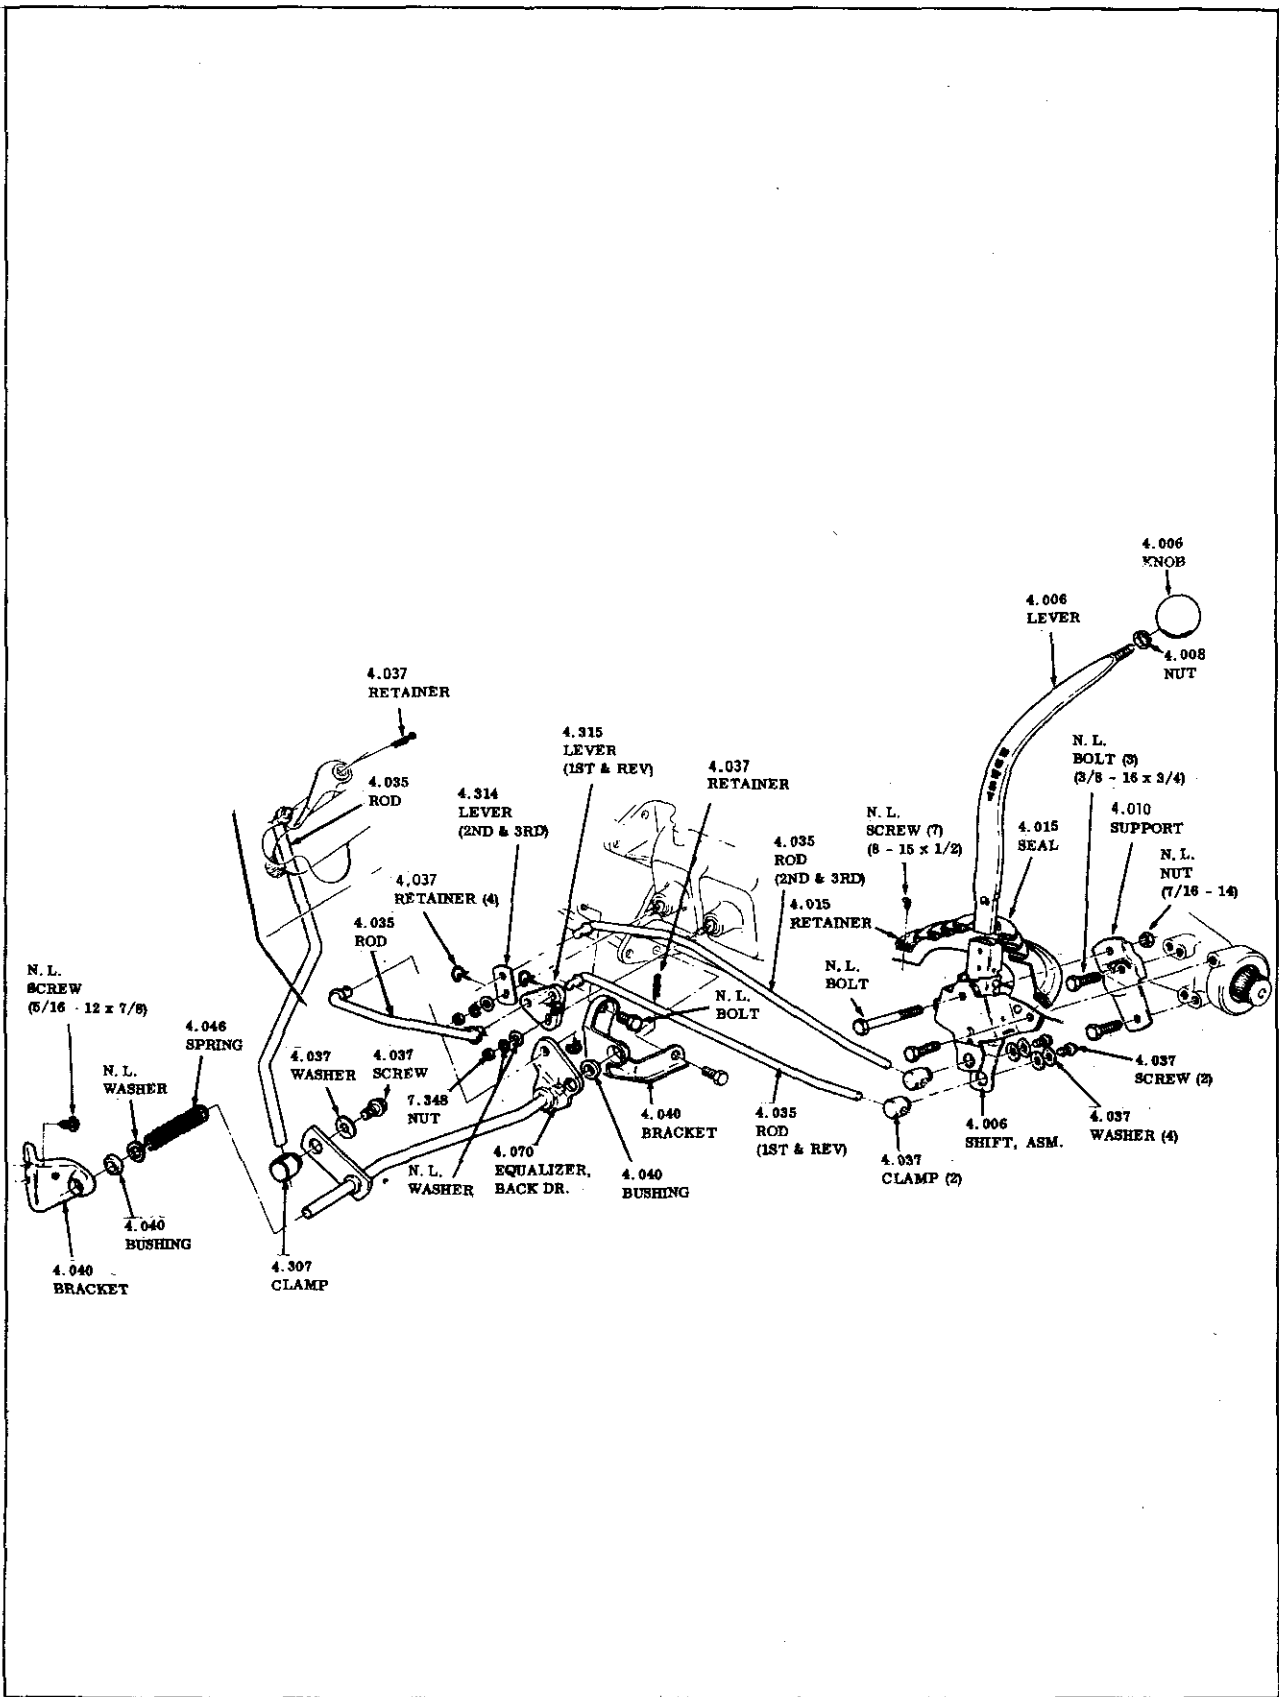 4.006
KNOB
4.006
LEVER
4.008
NUT
4.037
RETAINER
4.315
LEVER
(1ST & REV)
N. L.
BOLT (3)
(3/8 - 16 x 3/4)
4.037
RETAINER
4.035
ROD
4.314
LEVER
(2ND & 3RD)
N. L.
SCREW (7)
(8 - 15 x 1/2)
4.010
SUPPORT
4.015
SEAL
4.035
ROD
(2ND & 3RD)
N. L.
NUT
(7/16 - 14)
4.037
RETAINER (4)
4.015
RETAINER
4.035
ROD
N. L.
SCREW
(5/16 - 12 x 7/8)
N. L.
BOLT
N. L.
BOLT
4.046
SPRING
4.037
WASHER
4.037
SCREW
N. L.
WASHER
4.037
SCREW (2)
7.348
NUT
4.040
BRACKET
4.035
ROD
(1ST & REV)
4.006
SHIFT, ASM.
4.037
WASHER (4)
4.070
EQUALIZER,
BACK DR.
N. L.
WASHER
4.040
BUSHING
4.037
CLAMP (2)
4.040
BUSHING
4.040
BRACKET
4.307
CLAMP